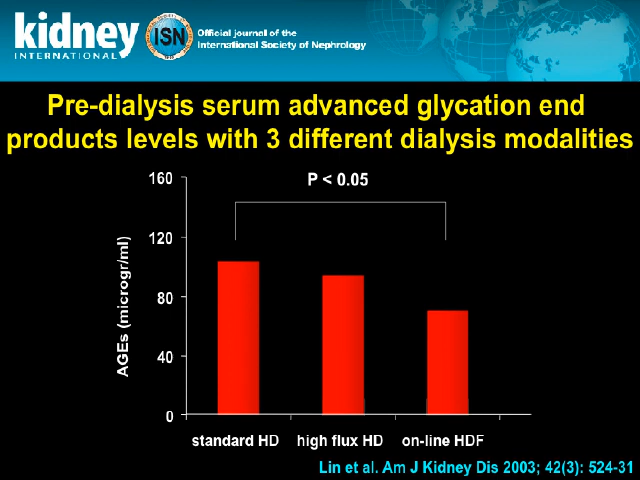 kidney
INTERNATIONAL
ISN
Official journal of the
International Society of Nephrology
Pre-dialysis serum advanced glycation end
products levels with 3 different dialysis modalities
P < 0.05
160
120
80
40
0
AGEs (microgr/ml)
standard HD
high flux HD
on-line HDF
Lin et al. Am J Kidney Dis 2003; 42(3): 524-31